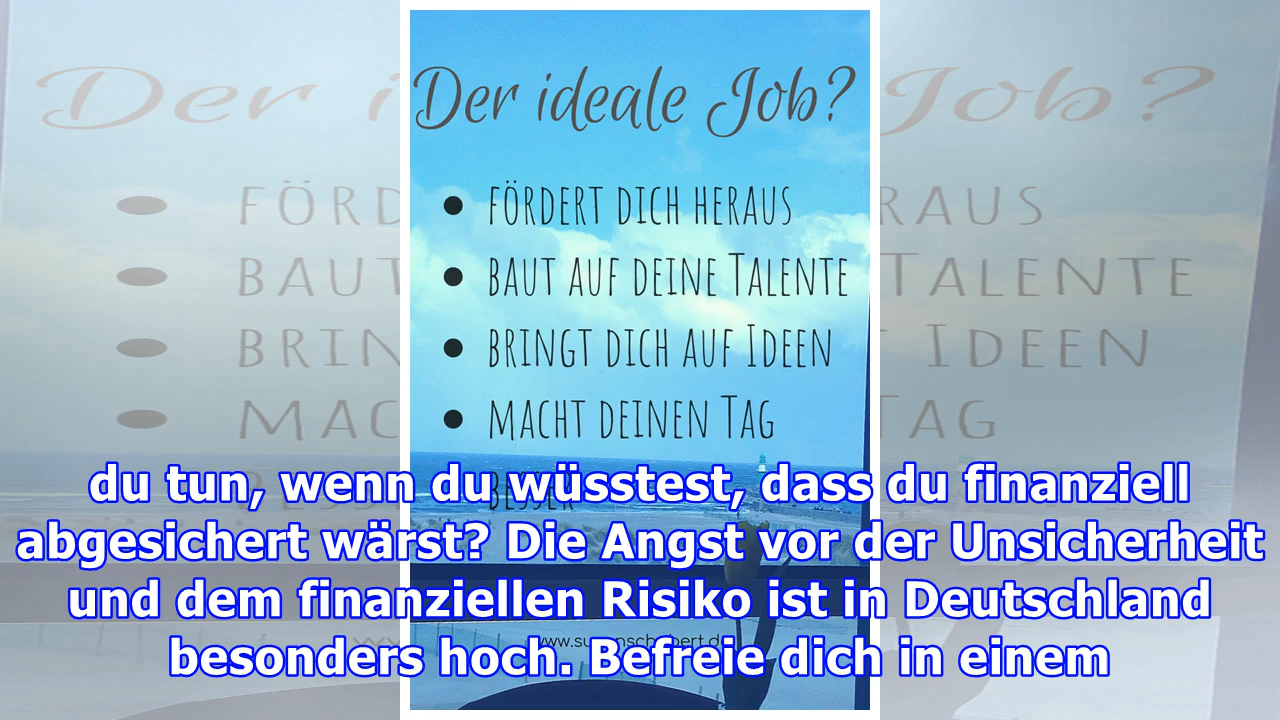 Der ideale Job?
• FÖRDERT DICH HERAUS
• BAUT AUF DEINE TALENTE
• BRINGT DICH AUF IDEEN
• MACHT DEINEN TAG
BESSER
du tun, wenn du wüsstest, dass du finanziell
abgesichert wärst? Die Angst vor der Unsicherheit
und dem finanziellen Risiko ist in Deutschland
besonders hoch. Befreie dich in einem